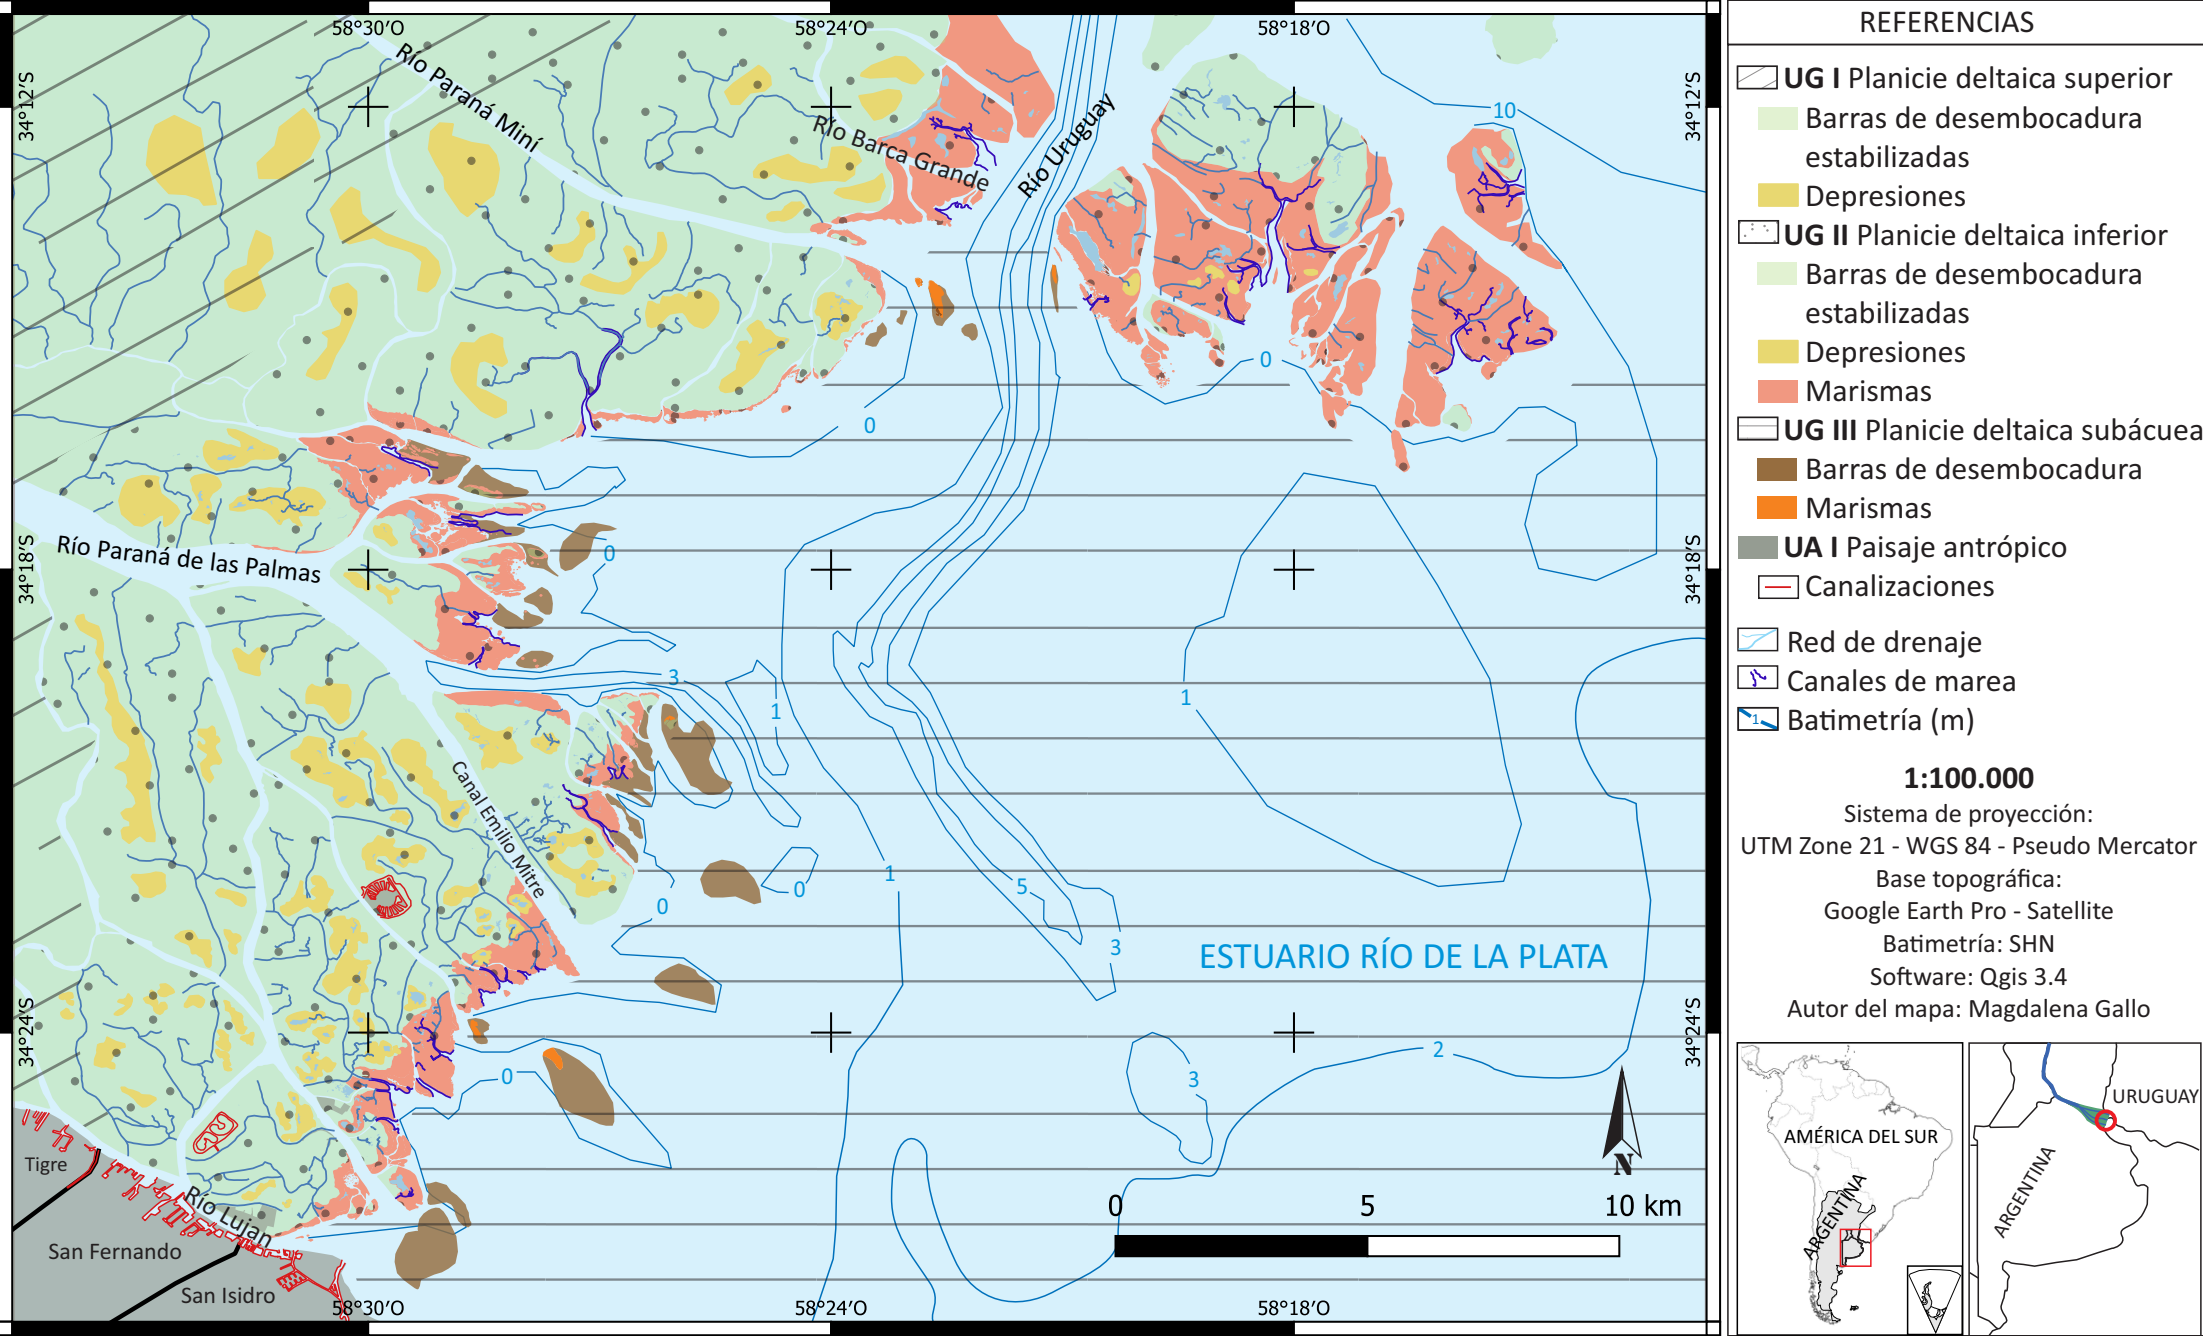 58°30'O
58°24'O
58°18'O
34°12'S
34°12'S
Río Paraná Miní
Río Barca Grande
Río Uruguay
10
0
0
Río Paraná de las Palmas
0
34°18'S
34°18'S
3
1
1
Canal Emilio Mitre
1
5
0
0
3
ESTUARIO RÍO DE LA PLATA
34°24'S
34°24'S
0
3
2
N
Tigre
Río Lujan
San Fernando
San Isidro
0
5
10 km
58°30'O
58°24'O
58°18'O
REFERENCIAS
UG I Planicie deltaica superior
Barras de desembocadura
estabilizadas
Depresiones
UG II Planicie deltaica inferior
Barras de desembocadura
estabilizadas
Depresiones
Marismas
UG III Planicie deltaica subácuea
Barras de desembocadura
Marismas
UA I Paisaje antrópico
Canalizaciones
Red de drenaje
Canales de marea
1
Batimetría (m)
1:100.000
Sistema de proyección:
UTM Zone 21 - WGS 84 - Pseudo Mercator
Base topográfica:
Google Earth Pro - Satellite
Batimetría: SHN
Software: Qgis 3.4
Autor del mapa: Magdalena Gallo
AMÉRICA DEL SUR
ARGENTINA
URUGUAY
ARGENTINA